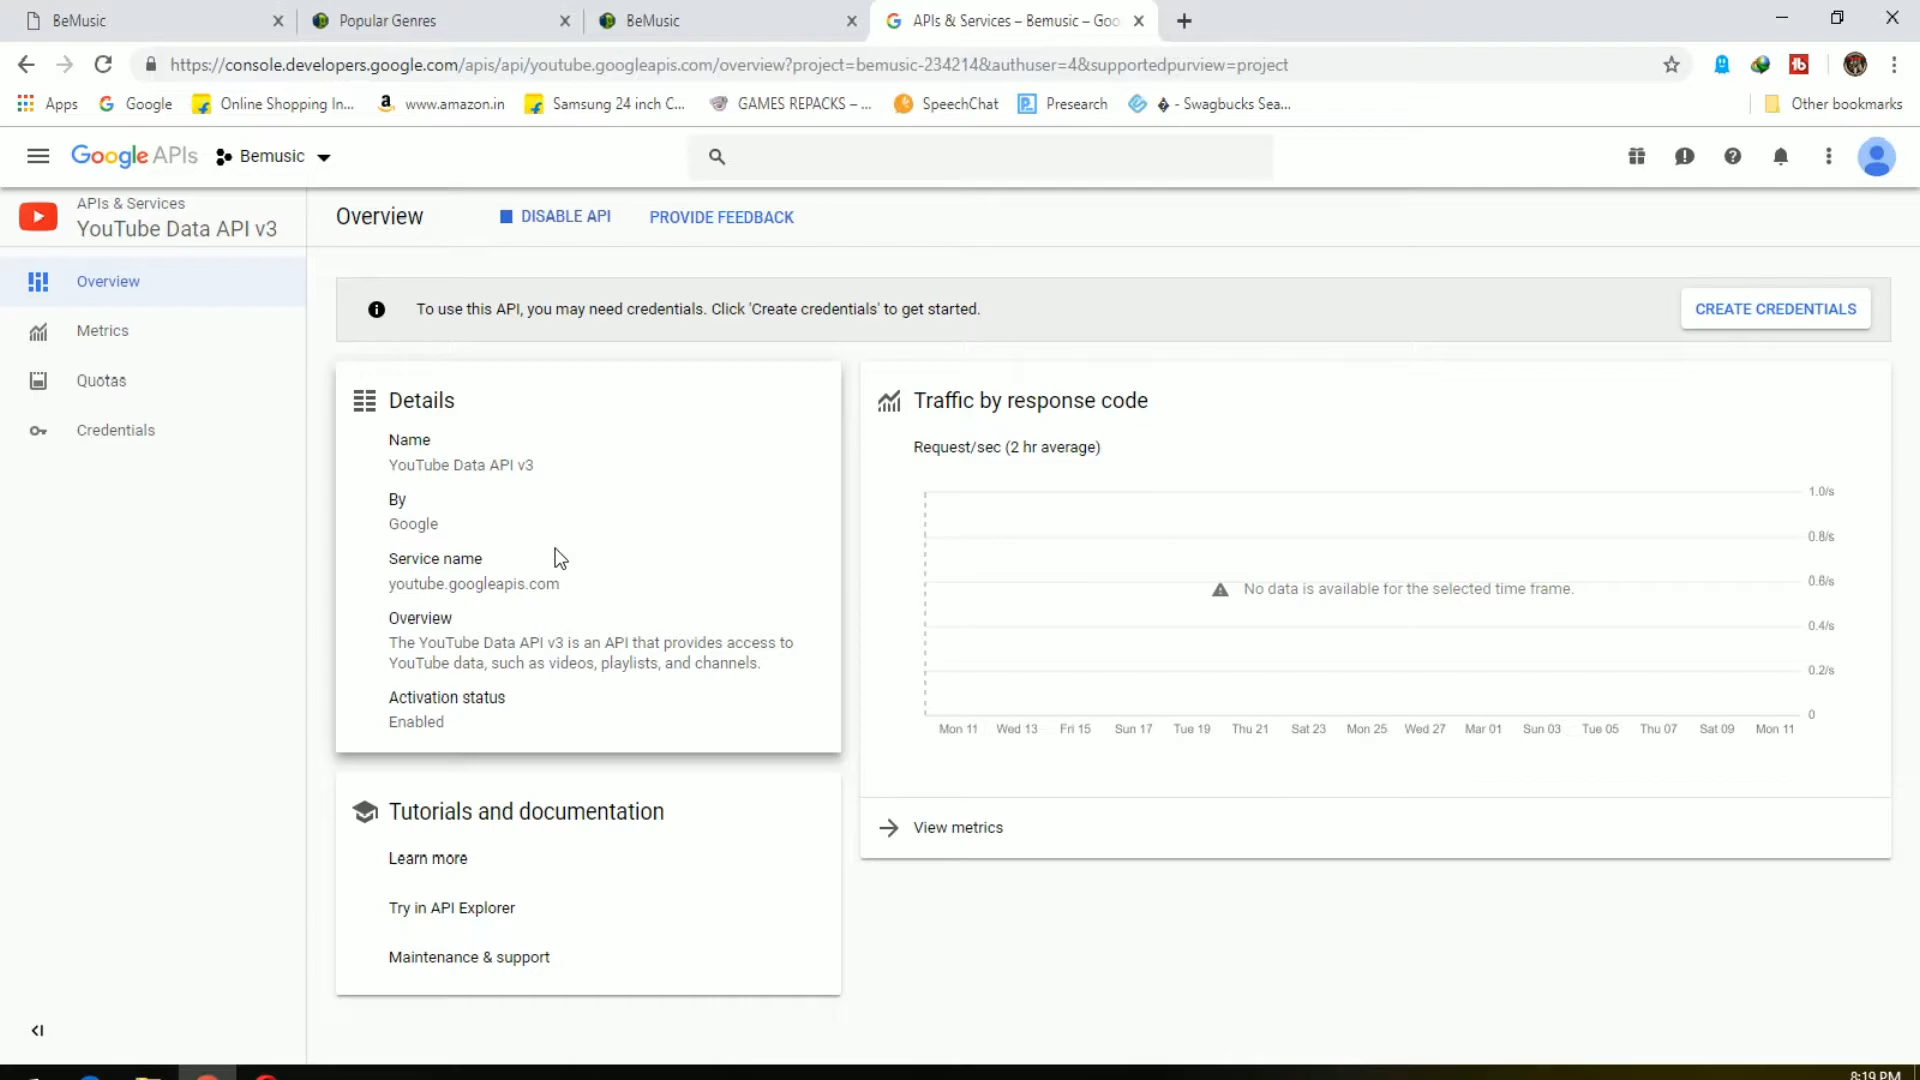 BeMusic
Popular Genres
BeMusic
APIs & Services – Bemusic – Goo
https://console.developers.google.com/apis/api/youtube.googleapis.com/overview?project=bemusic-234214&authuser=4&supportedpurview=project
Apps
Google
Online Shopping In...
www.amazon.in
Samsung 24 inch C...
GAMES REPACKS – ...
SpeechChat
Presearch
- Swagbucks Sea...
Other bookmarks
Google APIs
Bemusic
APIs & Services
YouTube Data API v3
Overview
DISABLE API
PROVIDE FEEDBACK
Overview
Metrics
Quotas
Credentials
To use this API, you may need credentials. Click 'Create credentials' to get started.
CREATE CREDENTIALS
Details
Name
YouTube Data API v3
By
Google
Service name
youtube.googleapis.com
Overview
The YouTube Data API v3 is an API that provides access to
YouTube data, such as videos, playlists, and channels.
Activation status
Enabled
Tutorials and documentation
Learn more
Try in API Explorer
Maintenance & support
Traffic by response code
Request/sec (2 hr average)
1.0/s
0.8/s
No data is available for the selected time frame.
0.6/s
0.4/s
0.2/s
0
Mon 11 Wed 13 Fri 15 Sun 17 Tue 19 Thu 21 Sat 23 Mon 25 Wed 27 Mar 01 Sun 03 Tue 05 Thu 07 Sat 09 Mon 11
View metrics
8:19 PM